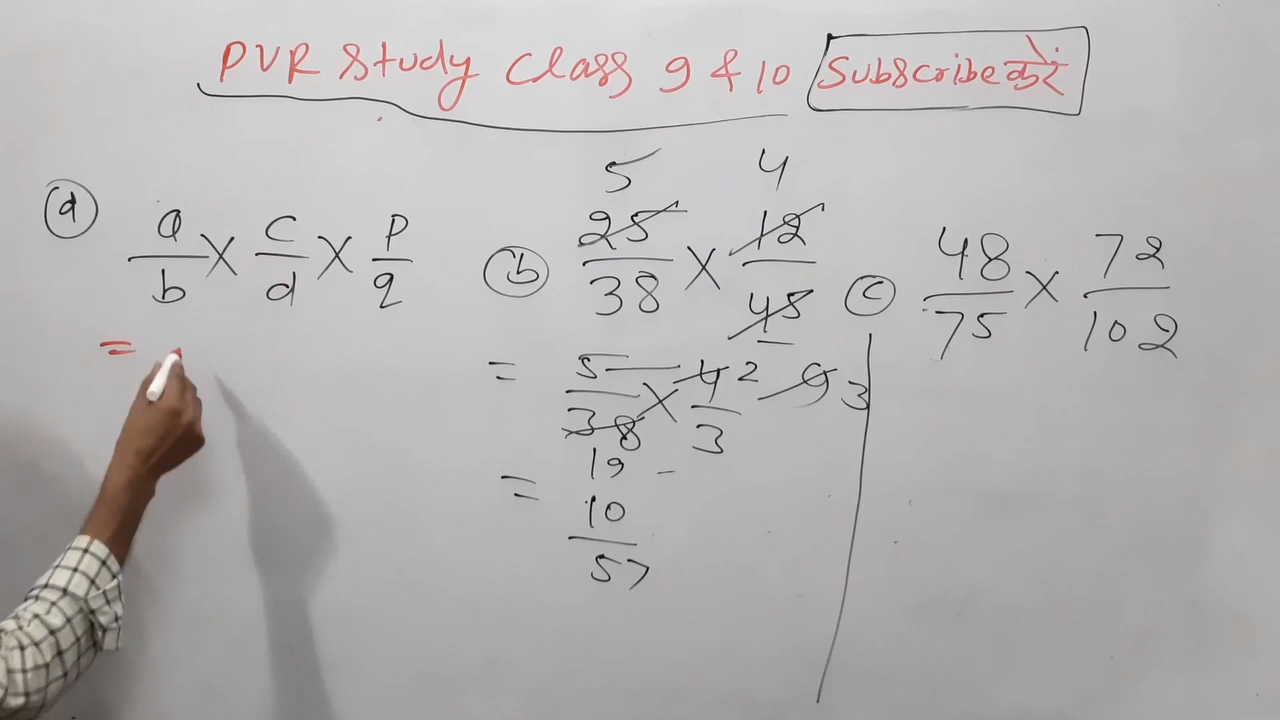 PVR Study Class 9 & 10 Subscribe करें
(d) a/b × c/d × p/q
=
(b) 5 4
25/38 × 12/45
= 5/38 × 4/3 2 9 3
19
= 10/57
(c) 48/75 × 72/102